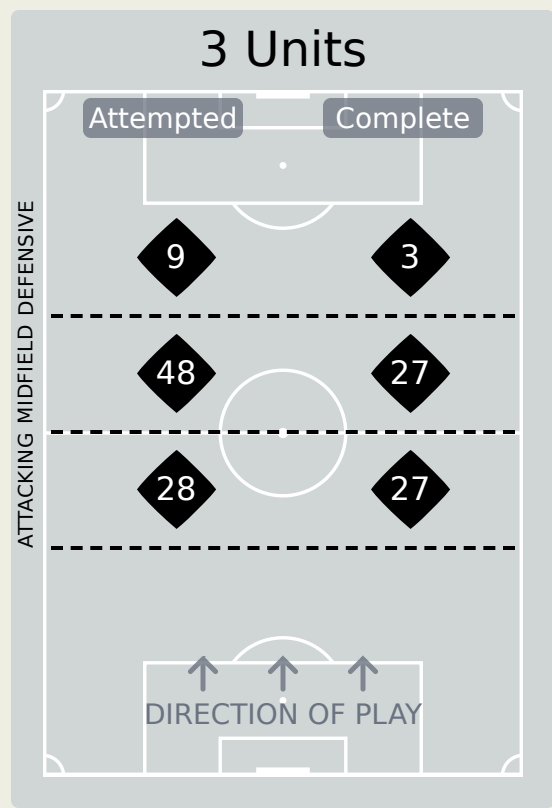 3 Units
Attempted Complete
ATTACKING MIDFIELD DEFENSIVE
9 3
48 27
28 27
DIRECTION OF PLAY